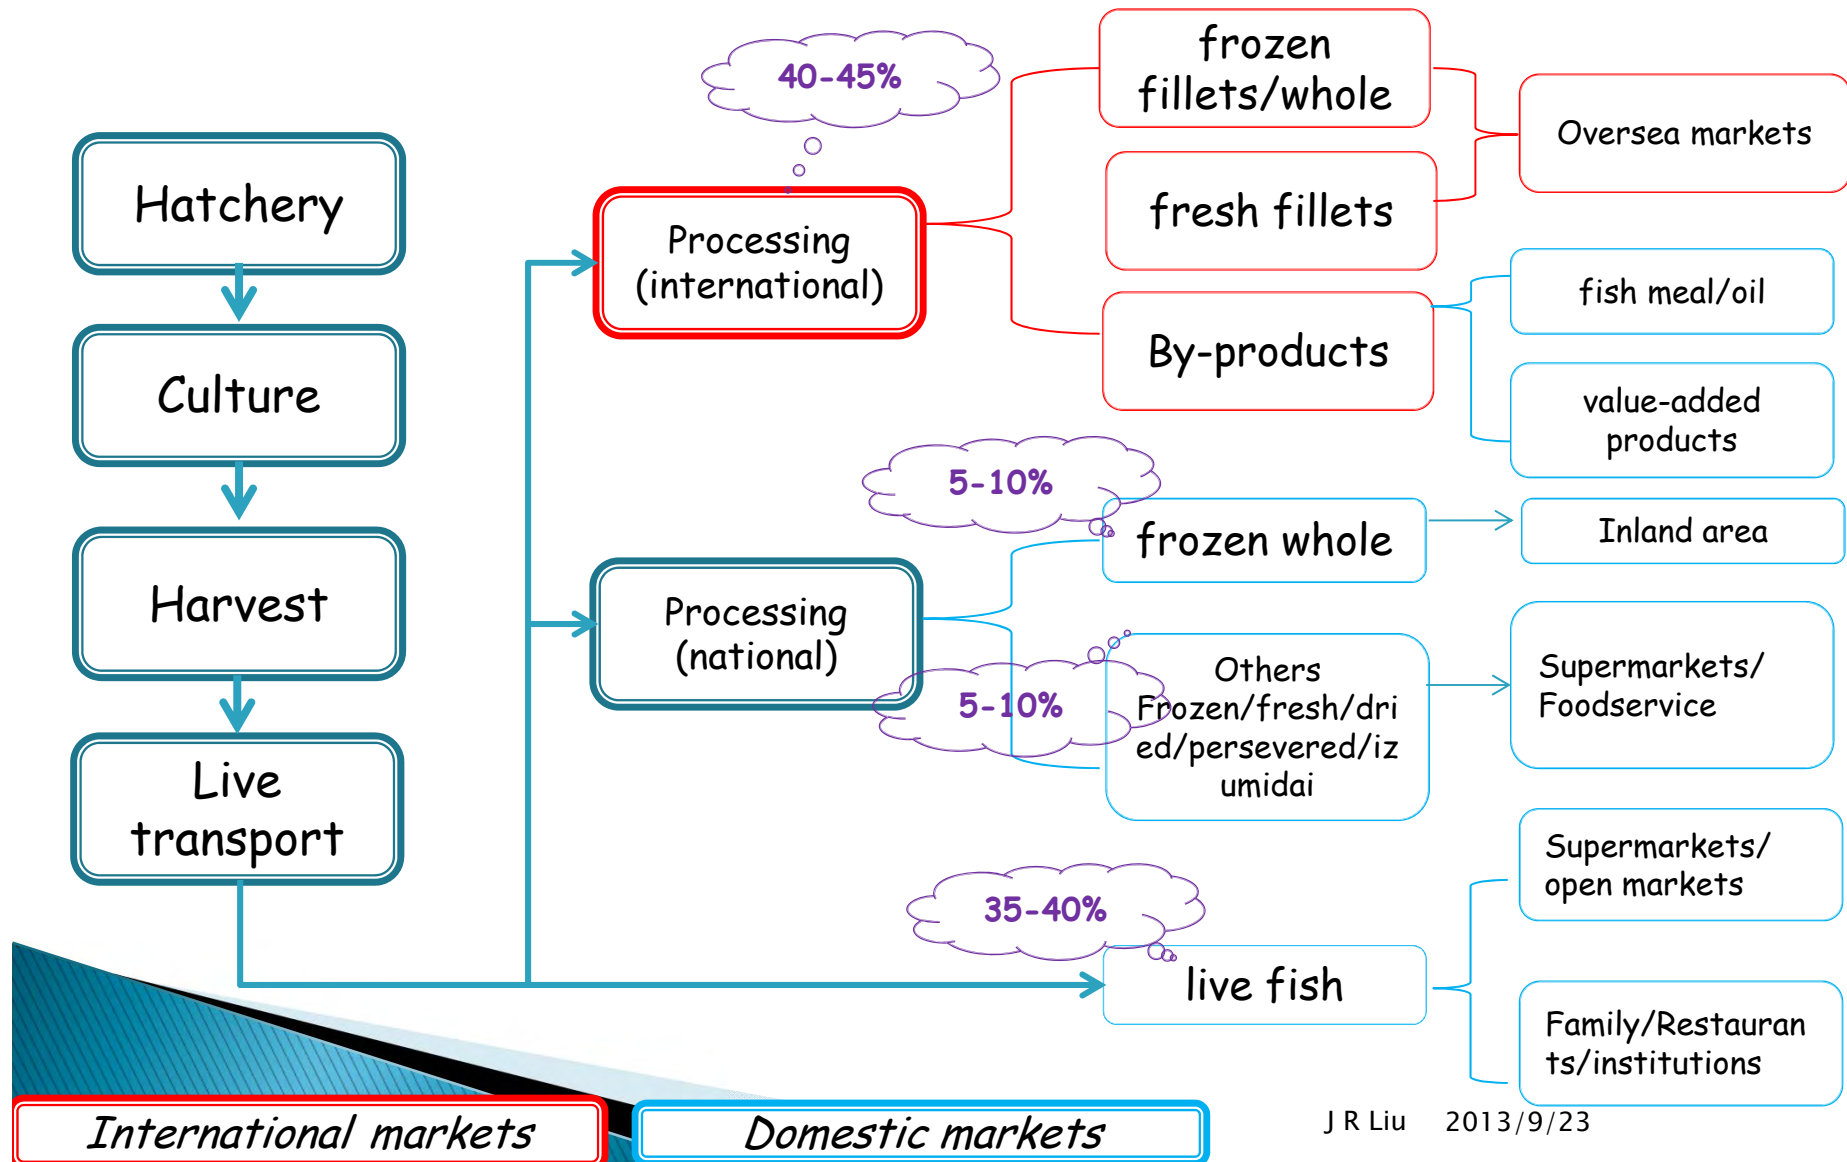 Hatchery
Culture
Harvest
Live
transport
40-45%
Processing
(international)
frozen
fillets/whole
fresh fillets
By-products
Oversea markets
fish meal/oil
value-added
products
5-10%
Processing
(national)
frozen whole
Inland area
5-10%
Others
Frozen/fresh/dri
ed/persevered/iz
umidai
Supermarkets/
Foodservice
35-40%
live fish
Supermarkets/
open markets
Family/Restauran
ts/institutions
International markets
Domestic markets
J R Liu 2013/9/23